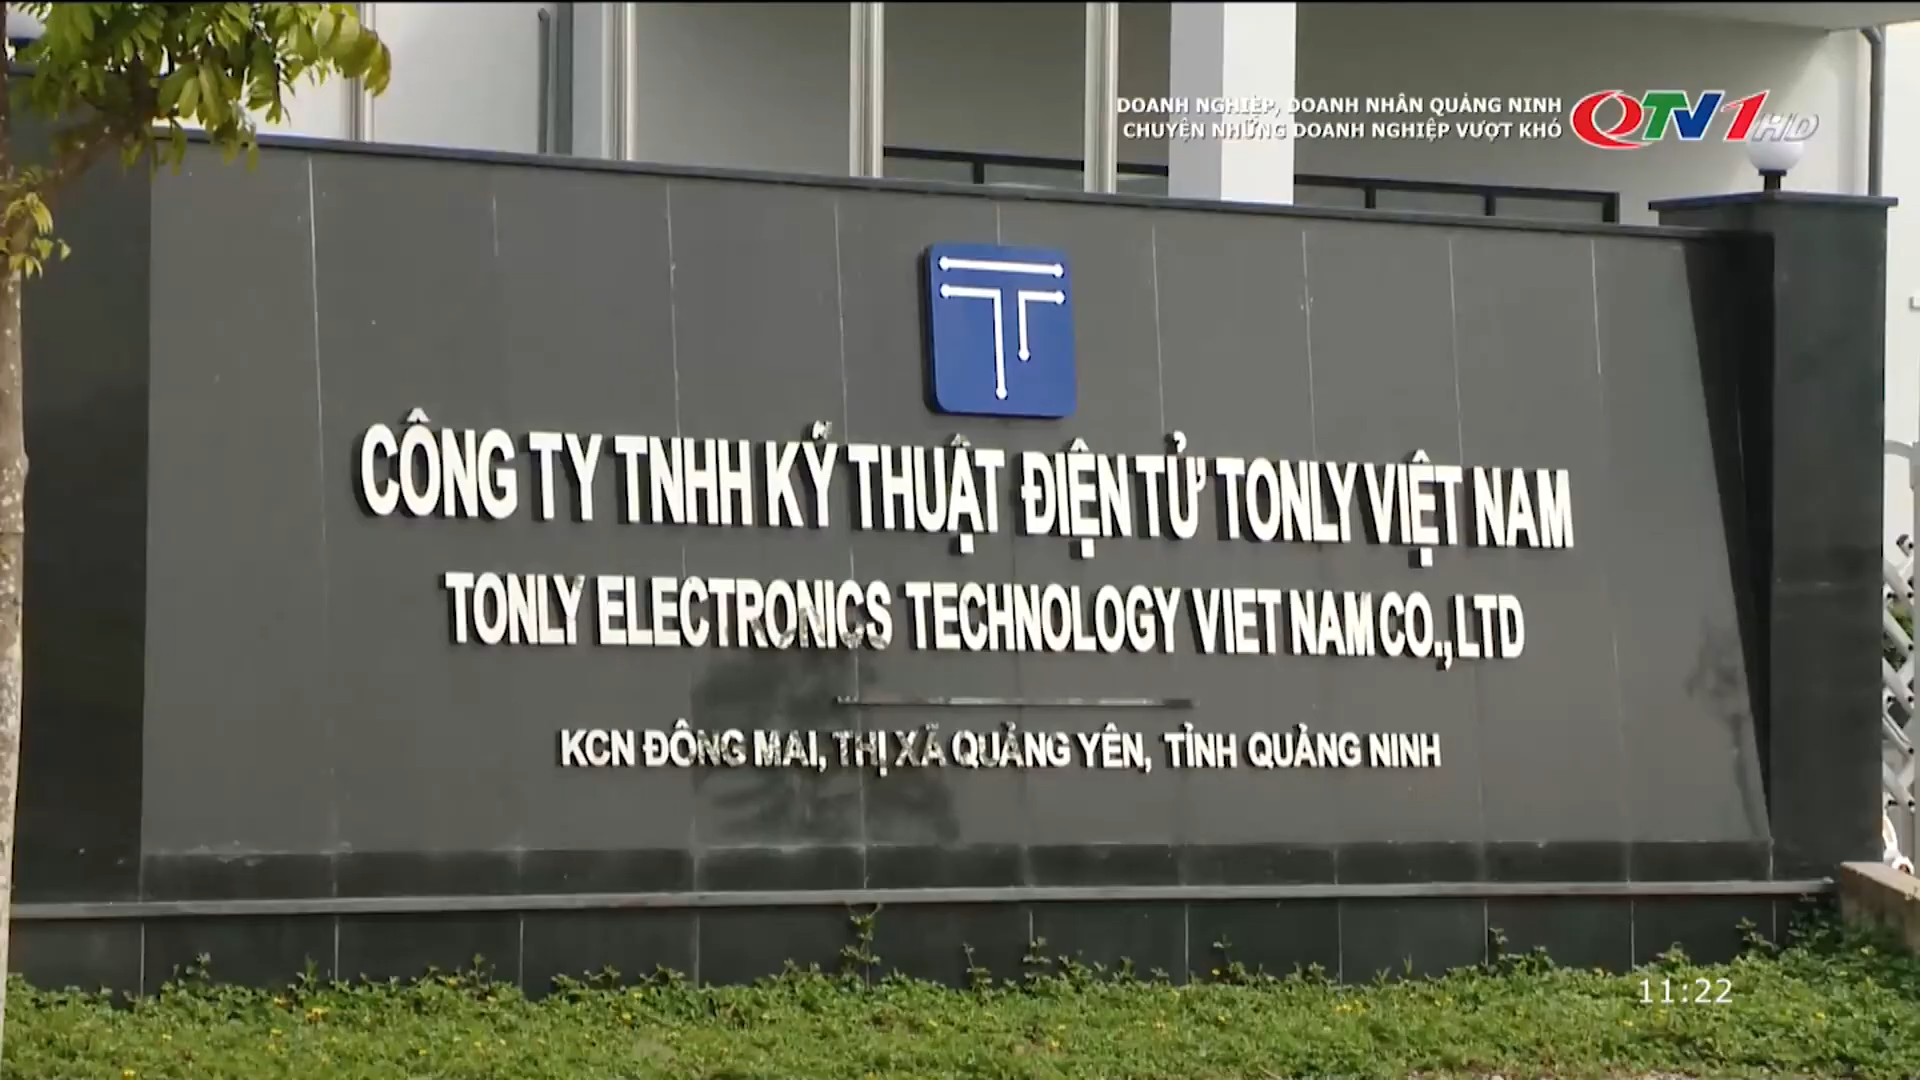 DOANH NGHIỆP, DOANH NHÂN QUẢNG NINH
CHUYỆN NHỮNG DOANH NGHIỆP VƯỢT KHÓ
QTV1HD
CÔNG TY TNHH KỸ THUẬT ĐIỆN TỬ TONLY VIỆT NAM
TONLY ELECTRONICS TECHNOLOGY VIET NAM CO.,LTD
KCN ĐÔNG MAI, THỊ XÃ QUẢNG YÊN, TỈNH QUẢNG NINH
11:22